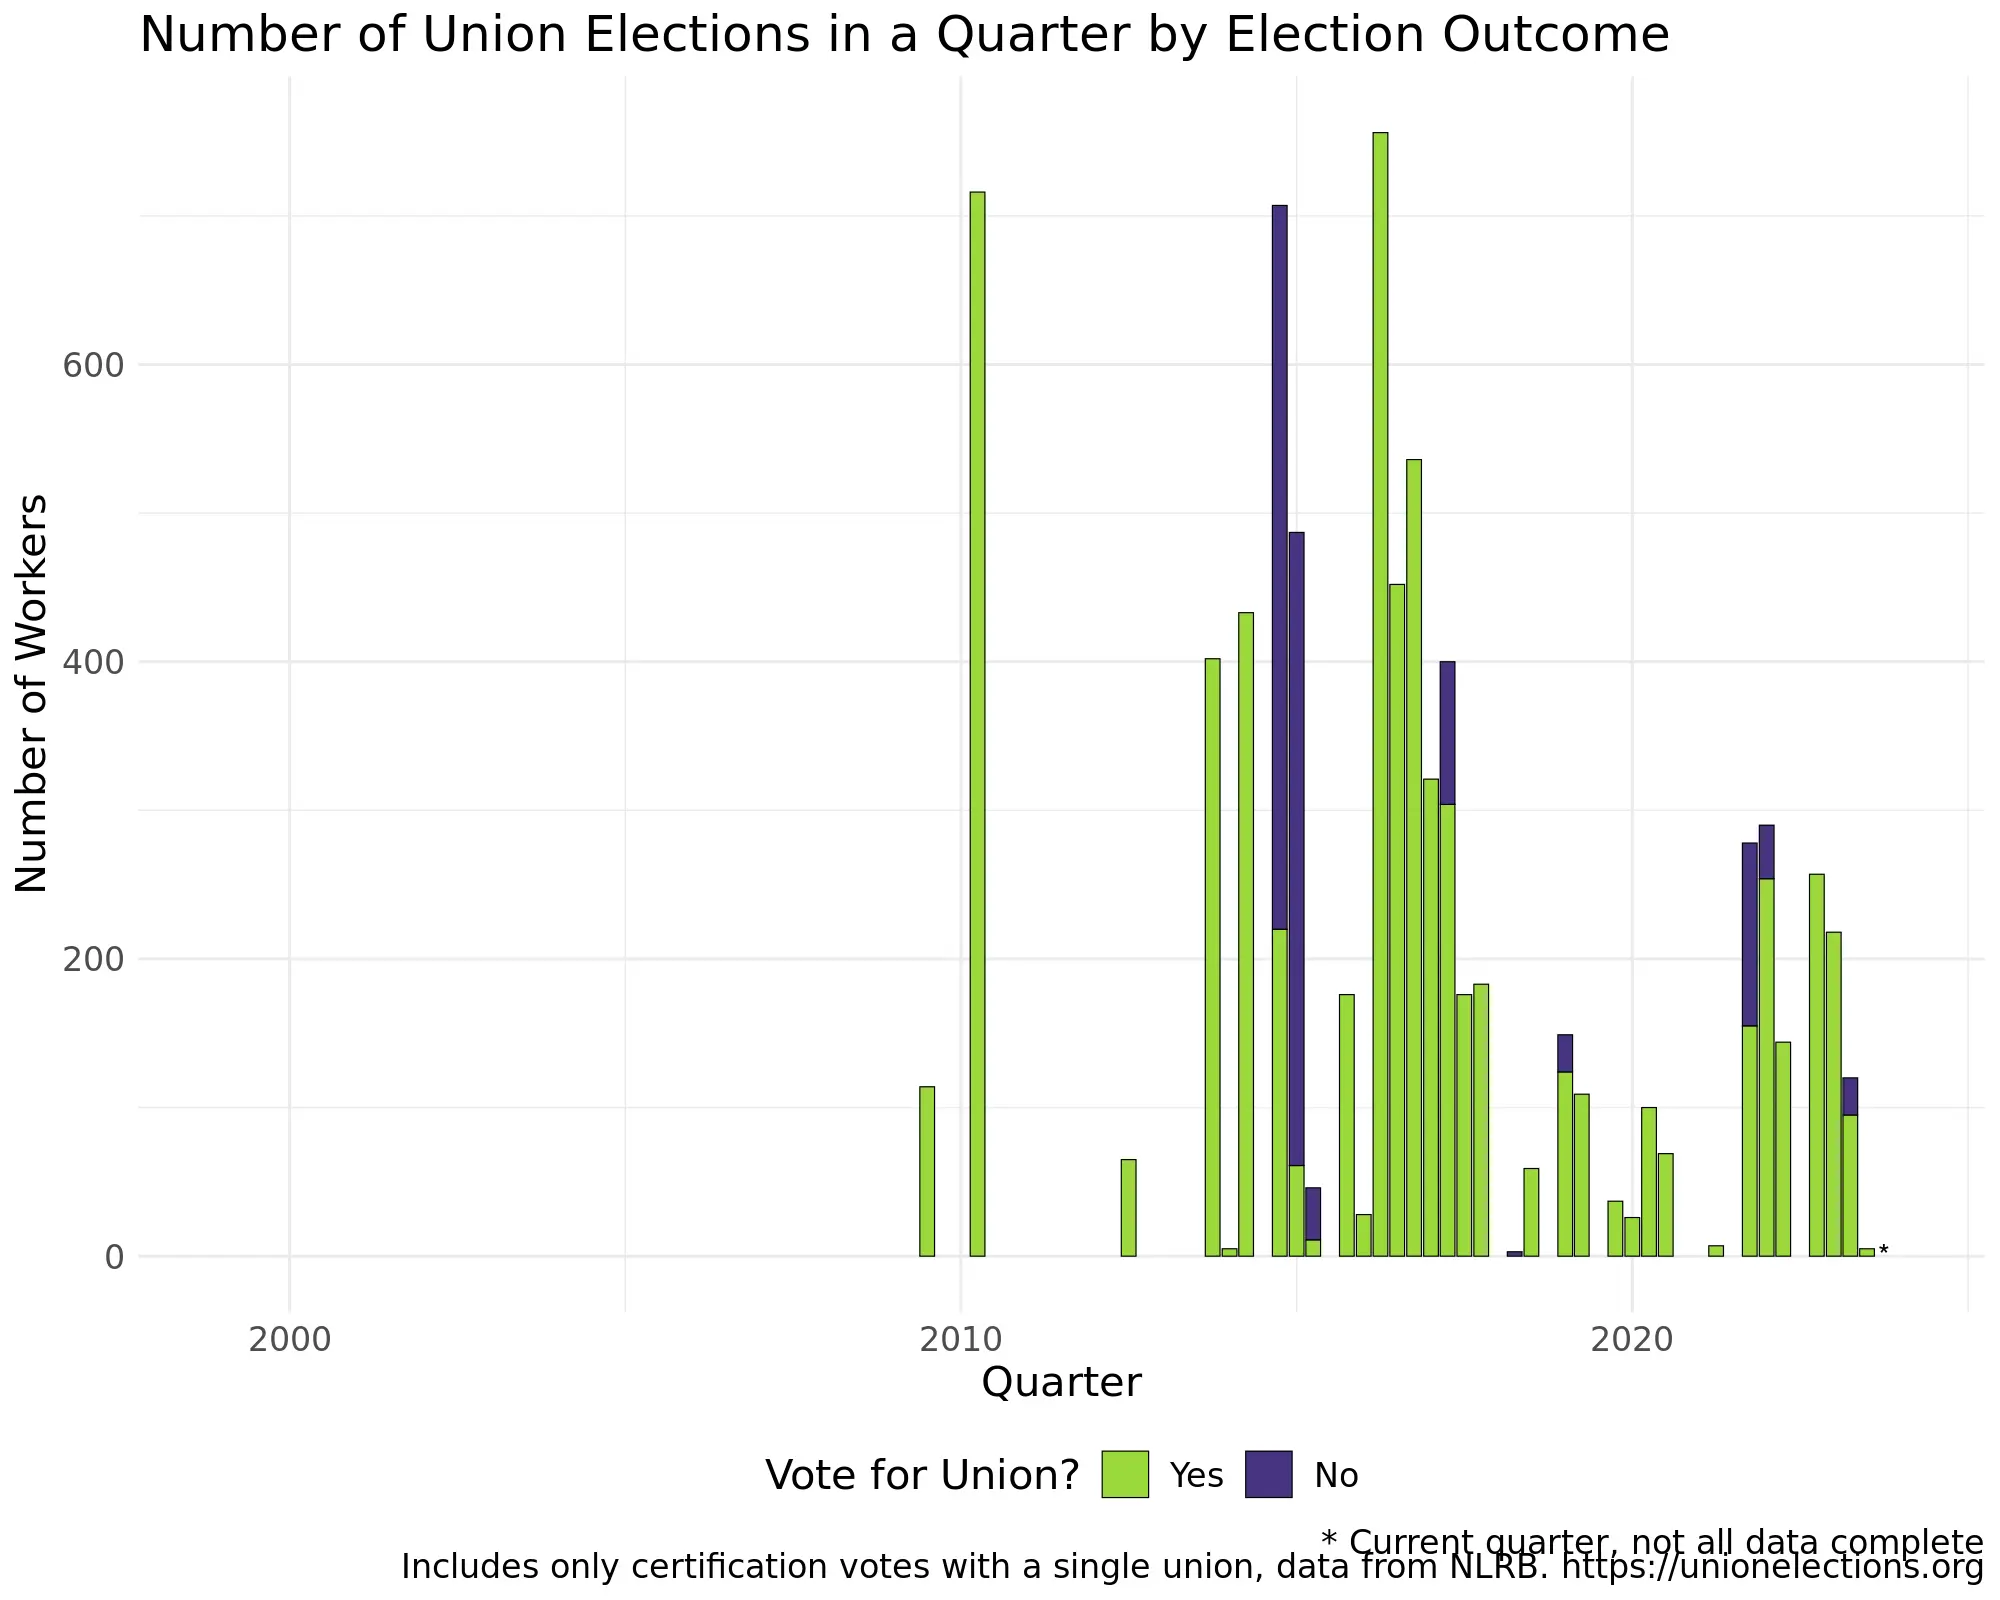 Number of Union Elections in a Quarter by Election Outcome
Number of Workers
600
400
200
0
*
2000
2010
2020
Quarter
Vote for Union?
Yes
No
* Current quarter, not all data complete
Includes only certification votes with a single union, data from NLRB. https://unionelections.org